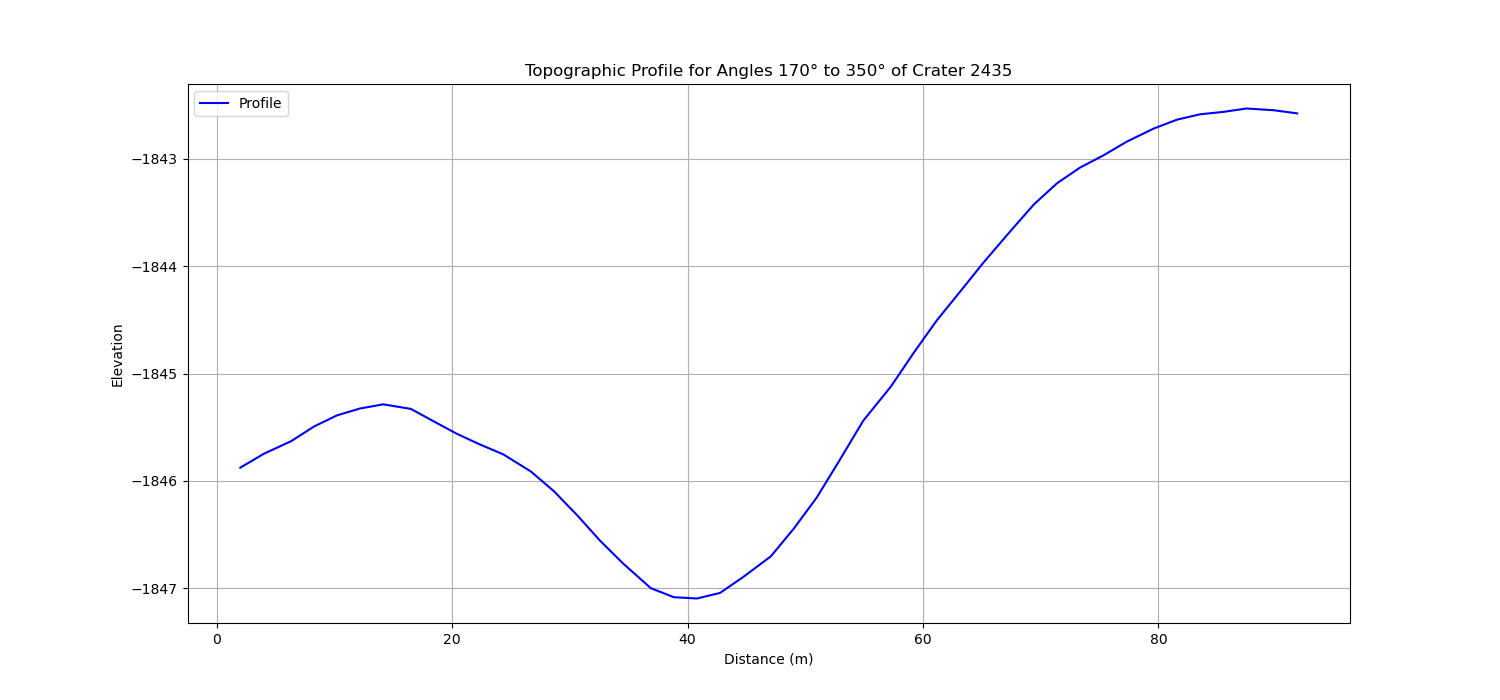 Topographic Profile for Angles 170° to 350° of Crater 2435
Profile
−1843
−1844
−1845
−1846
−1847
Elevation
0 20 40 60 80
Distance (m)